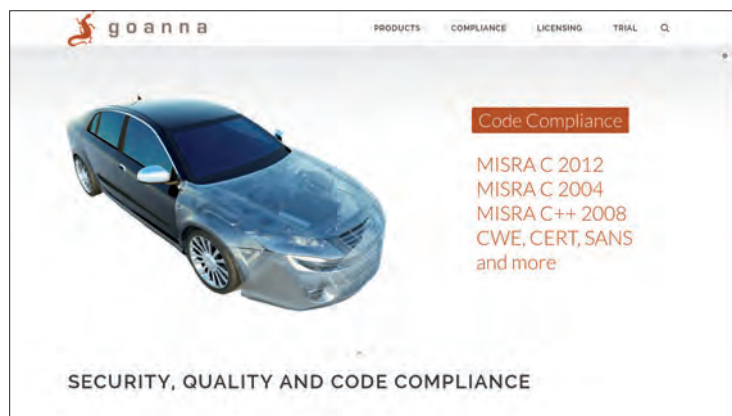 goanna
PRODUCTS COMPLIANCE LICENSING TRIAL
Code Compliance
MISRA C 2012
MISRA C 2004
MISRA C++ 2008
CWE, CERT, SANS
and more
SECURITY, QUALITY AND CODE COMPLIANCE